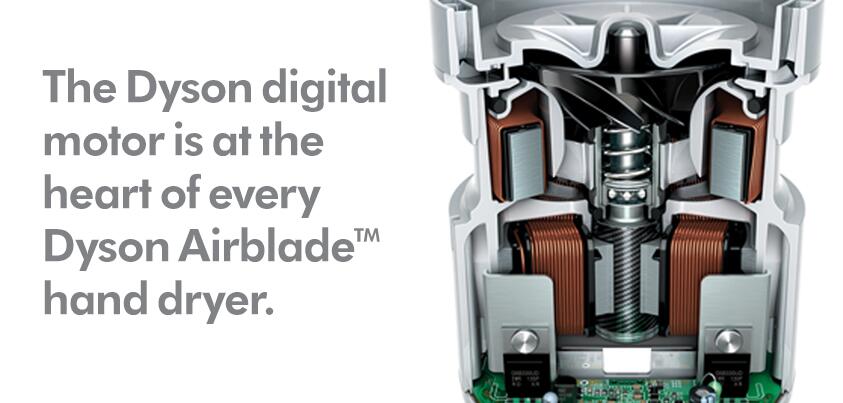 The Dyson digital
motor is at the
heart of every
Dyson Airblade™
hand dryer.